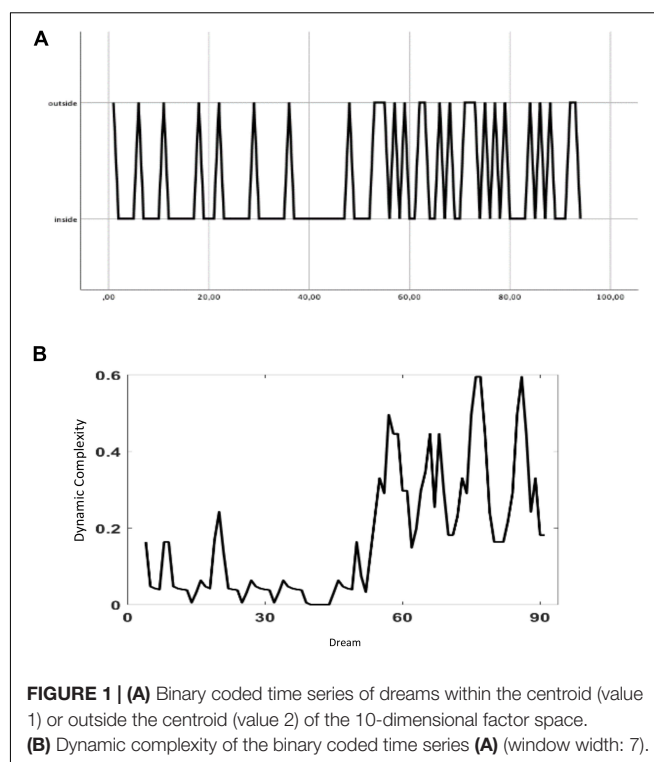 A
outside
inside
,00
20,00
40,00
60,00
80,00
100,00
B
Dynamic Complexity
0.6
0.4
0.2
0
0
30
60
90
Dream
FIGURE 1 | (A) Binary coded time series of dreams within the centroid (value
1) or outside the centroid (value 2) of the 10-dimensional factor space.
(B) Dynamic complexity of the binary coded time series (A) (window width: 7).